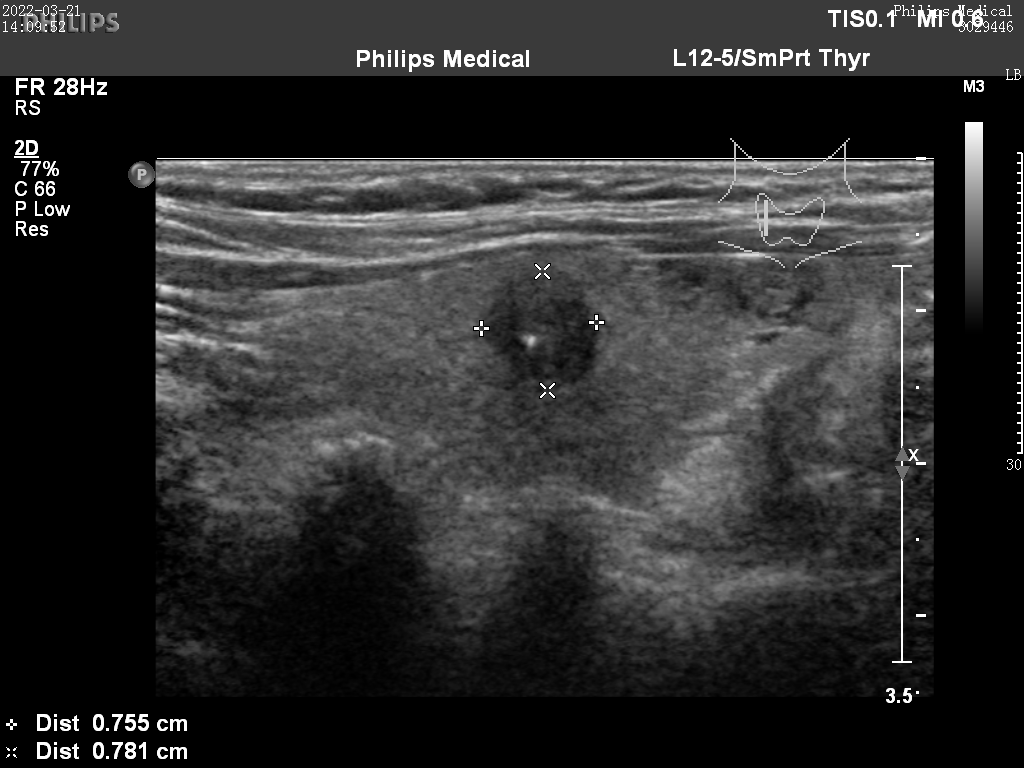 2022-03-21
14:09:52
PHILIPS
TIS0.1 MI 0.6
Philips Medical
5029446
Philips Medical
L12-5/SmPrt Thyr
LB
FR 28Hz
RS
M3
2D
77%
C 66
P Low
Res
P
X
30
3.5
Dist 0.755 cm
Dist 0.781 cm